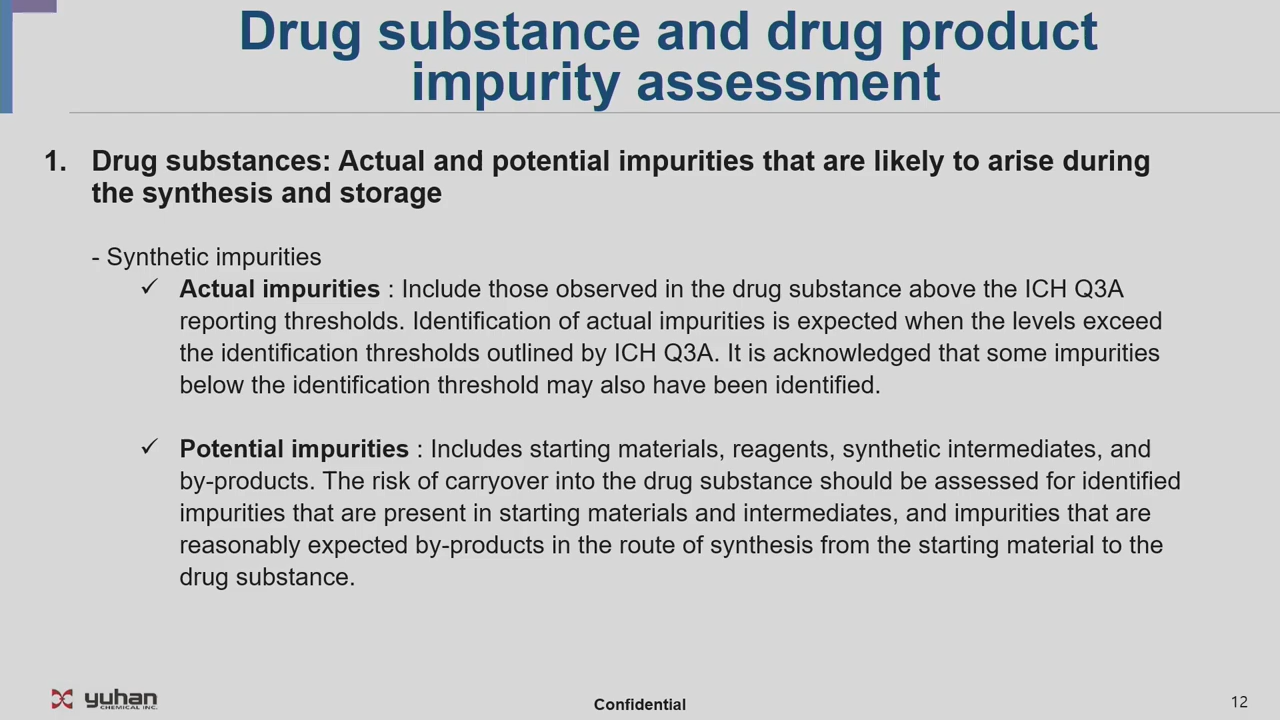 Drug substance and drug product
impurity assessment
1. Drug substances: Actual and potential impurities that are likely to arise during
the synthesis and storage
- Synthetic impurities
✓ Actual impurities : Include those observed in the drug substance above the ICH Q3A
reporting thresholds. Identification of actual impurities is expected when the levels exceed
the identification thresholds outlined by ICH Q3A. It is acknowledged that some impurities
below the identification threshold may also have been identified.
✓ Potential impurities : Includes starting materials, reagents, synthetic intermediates, and
by-products. The risk of carryover into the drug substance should be assessed for identified
impurities that are present in starting materials and intermediates, and impurities that are
reasonably expected by-products in the route of synthesis from the starting material to the
drug substance.
yuhan
CHEMICAL INC.
Confidential
12